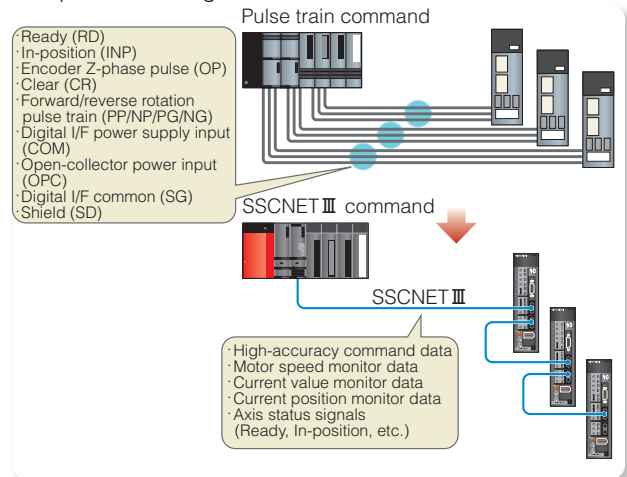 Pulse train command
·Ready (RD)
·In-position (INP)
·Encoder Z-phase pulse (OP)
·Clear (CR)
·Forward/reverse rotation
pulse train (PP/NP/PG/NG)
·Digital I/F power supply input
(COM)
·Open-collector power input
(OPC)
·Digital I/F common (SG)
·Shield (SD)
SSCNETⅢ command
SSCNETⅢ
·High-accuracy command data
·Motor speed monitor data
·Current value monitor data
·Current position monitor data
·Axis status signals
(Ready, In-position, etc.)